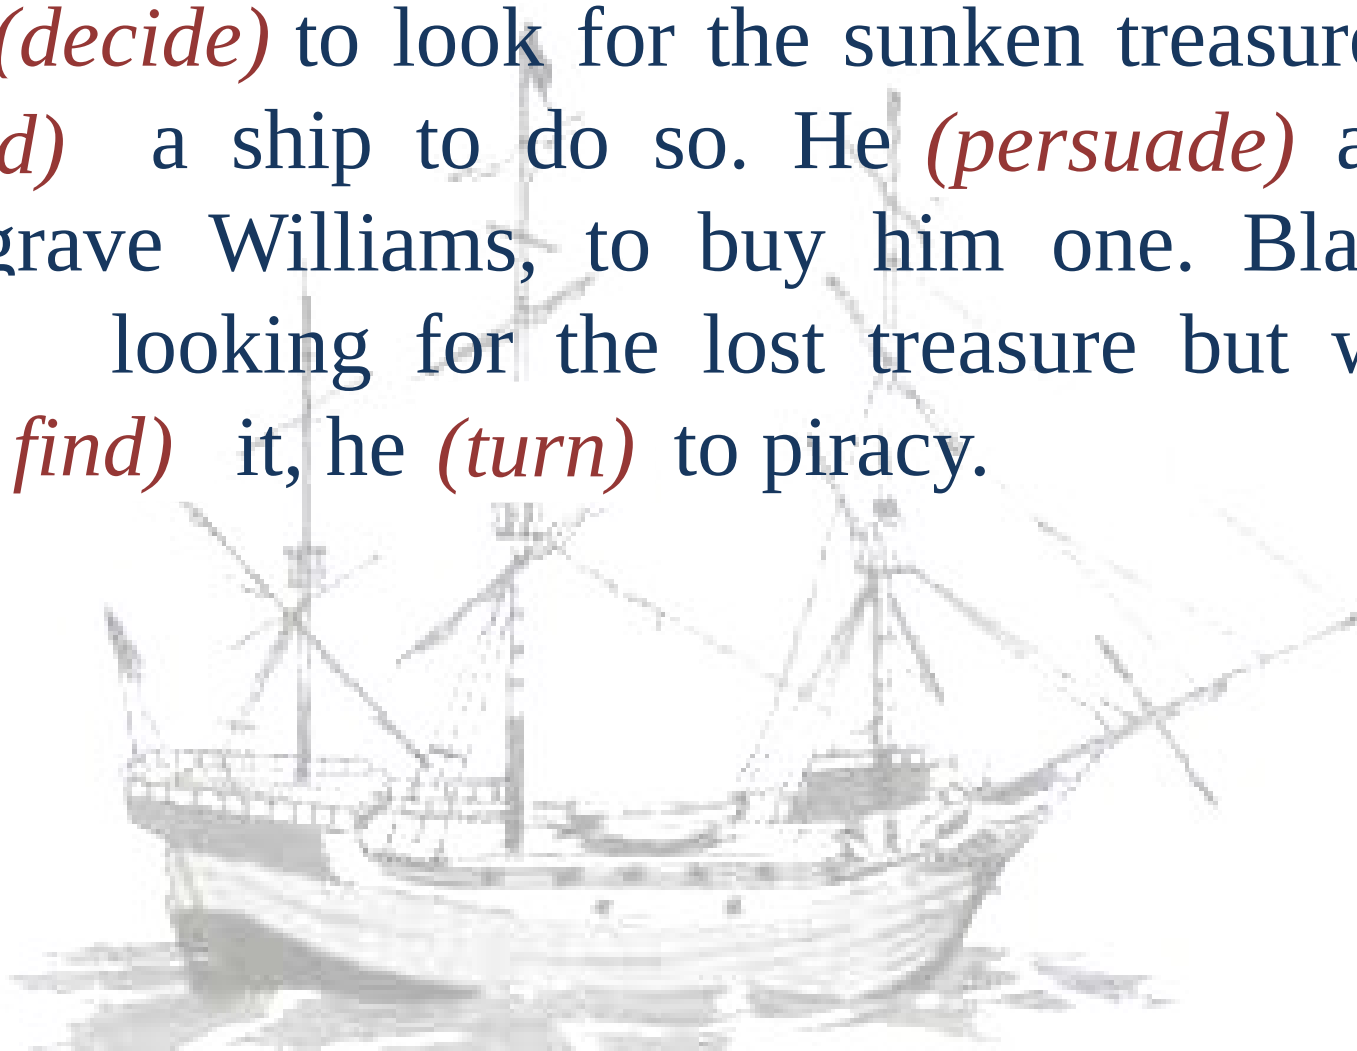 (decide) to look for the sunken treasure
d) a ship to do so. He (persuade) a
grave Williams, to buy him one. Bla
looking for the lost treasure but w
find) it, he (turn) to piracy.